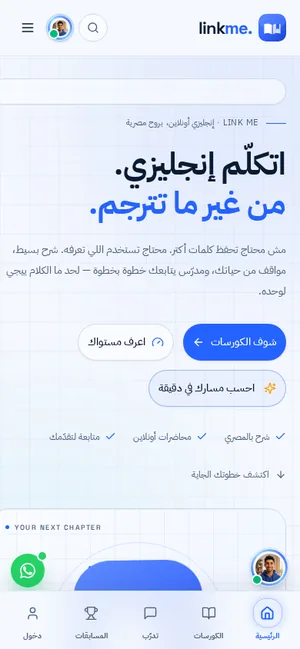 linkme.
LINK ME · إنجليزي أونلاين، بروح مصرية
اتكلّم إنجليزي.
من غير ما تترجم.
مش محتاج تحفظ كلمات أكتر. محتاج تستخدم اللي تعرفه. شرح بسيط،
مواقف من حياتك، ومدرّس يتابعك خطوة بخطوة — لحد ما الكلام ييجي
لوحده.
شوف الكورسات
اعرف مستواك
احسب مسارك في دقيقة
شرح بالمصري
محاضرات أونلاين
متابعة لتقدّمك
اكتشف خطوتك الجاية
YOUR NEXT CHAPTER
الرئيسية
الكورسات
تدرّب
المسابقات
دخول